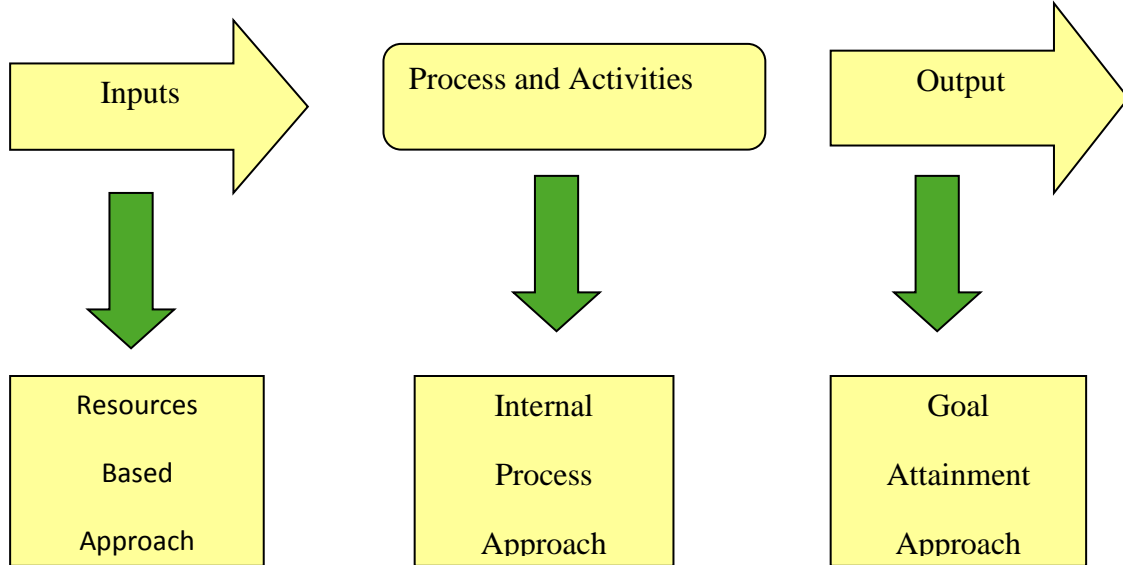 Inputs
Process and Activities
Output
Resources
Based
Approach
Internal
Process
Approach
Goal
Attainment
Approach